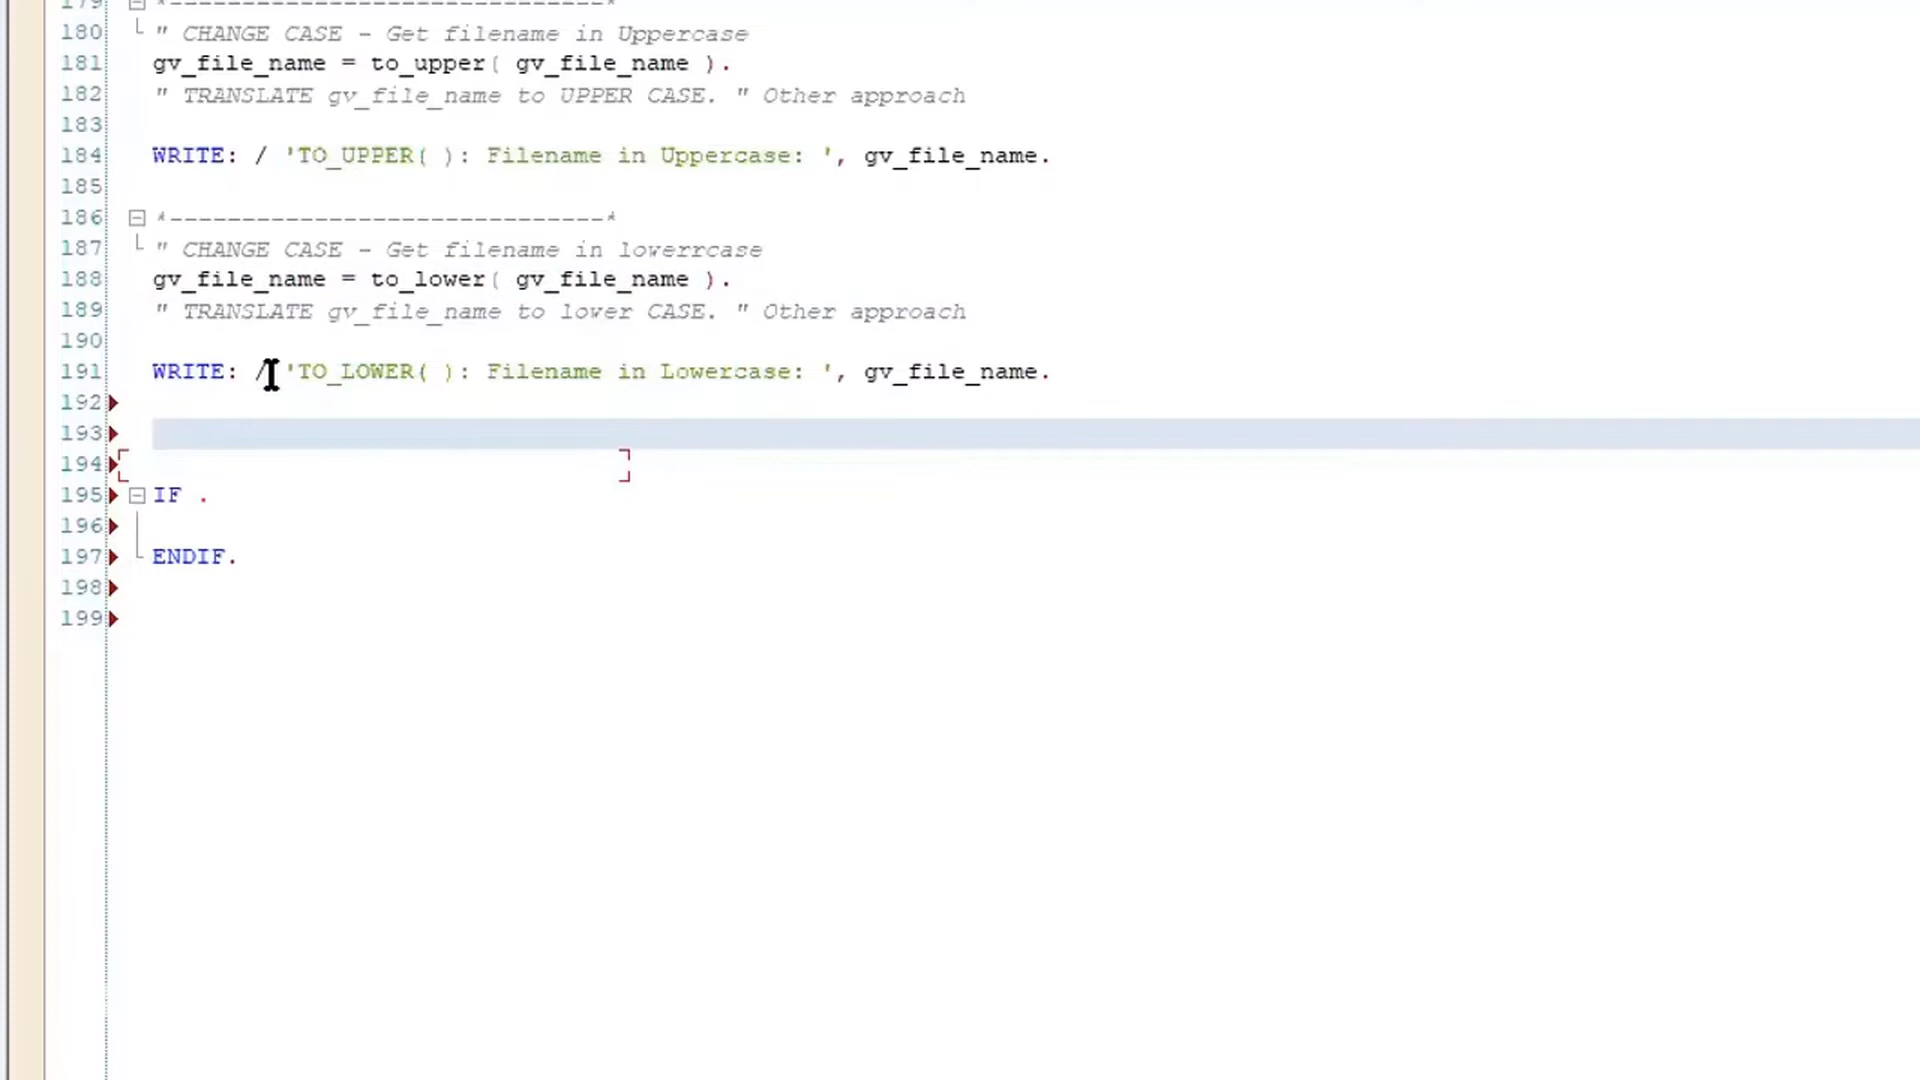 179 *------------------------------*
180 " CHANGE CASE - Get filename in Uppercase
181 gv_file_name = to_upper( gv_file_name ).
182 " TRANSLATE gv_file_name to UPPER CASE. " Other approach
183
184 WRITE: / 'TO_UPPER( ): Filename in Uppercase: ', gv_file_name.
185
186 *------------------------------*
187 " CHANGE CASE - Get filename in lowerrcase
188 gv_file_name = to_lower( gv_file_name ).
189 " TRANSLATE gv_file_name to lower CASE. " Other approach
190
191 WRITE: / 'TO_LOWER( ): Filename in Lowercase: ', gv_file_name.
192
193
194
195 IF .
196
197 ENDIF.
198
199